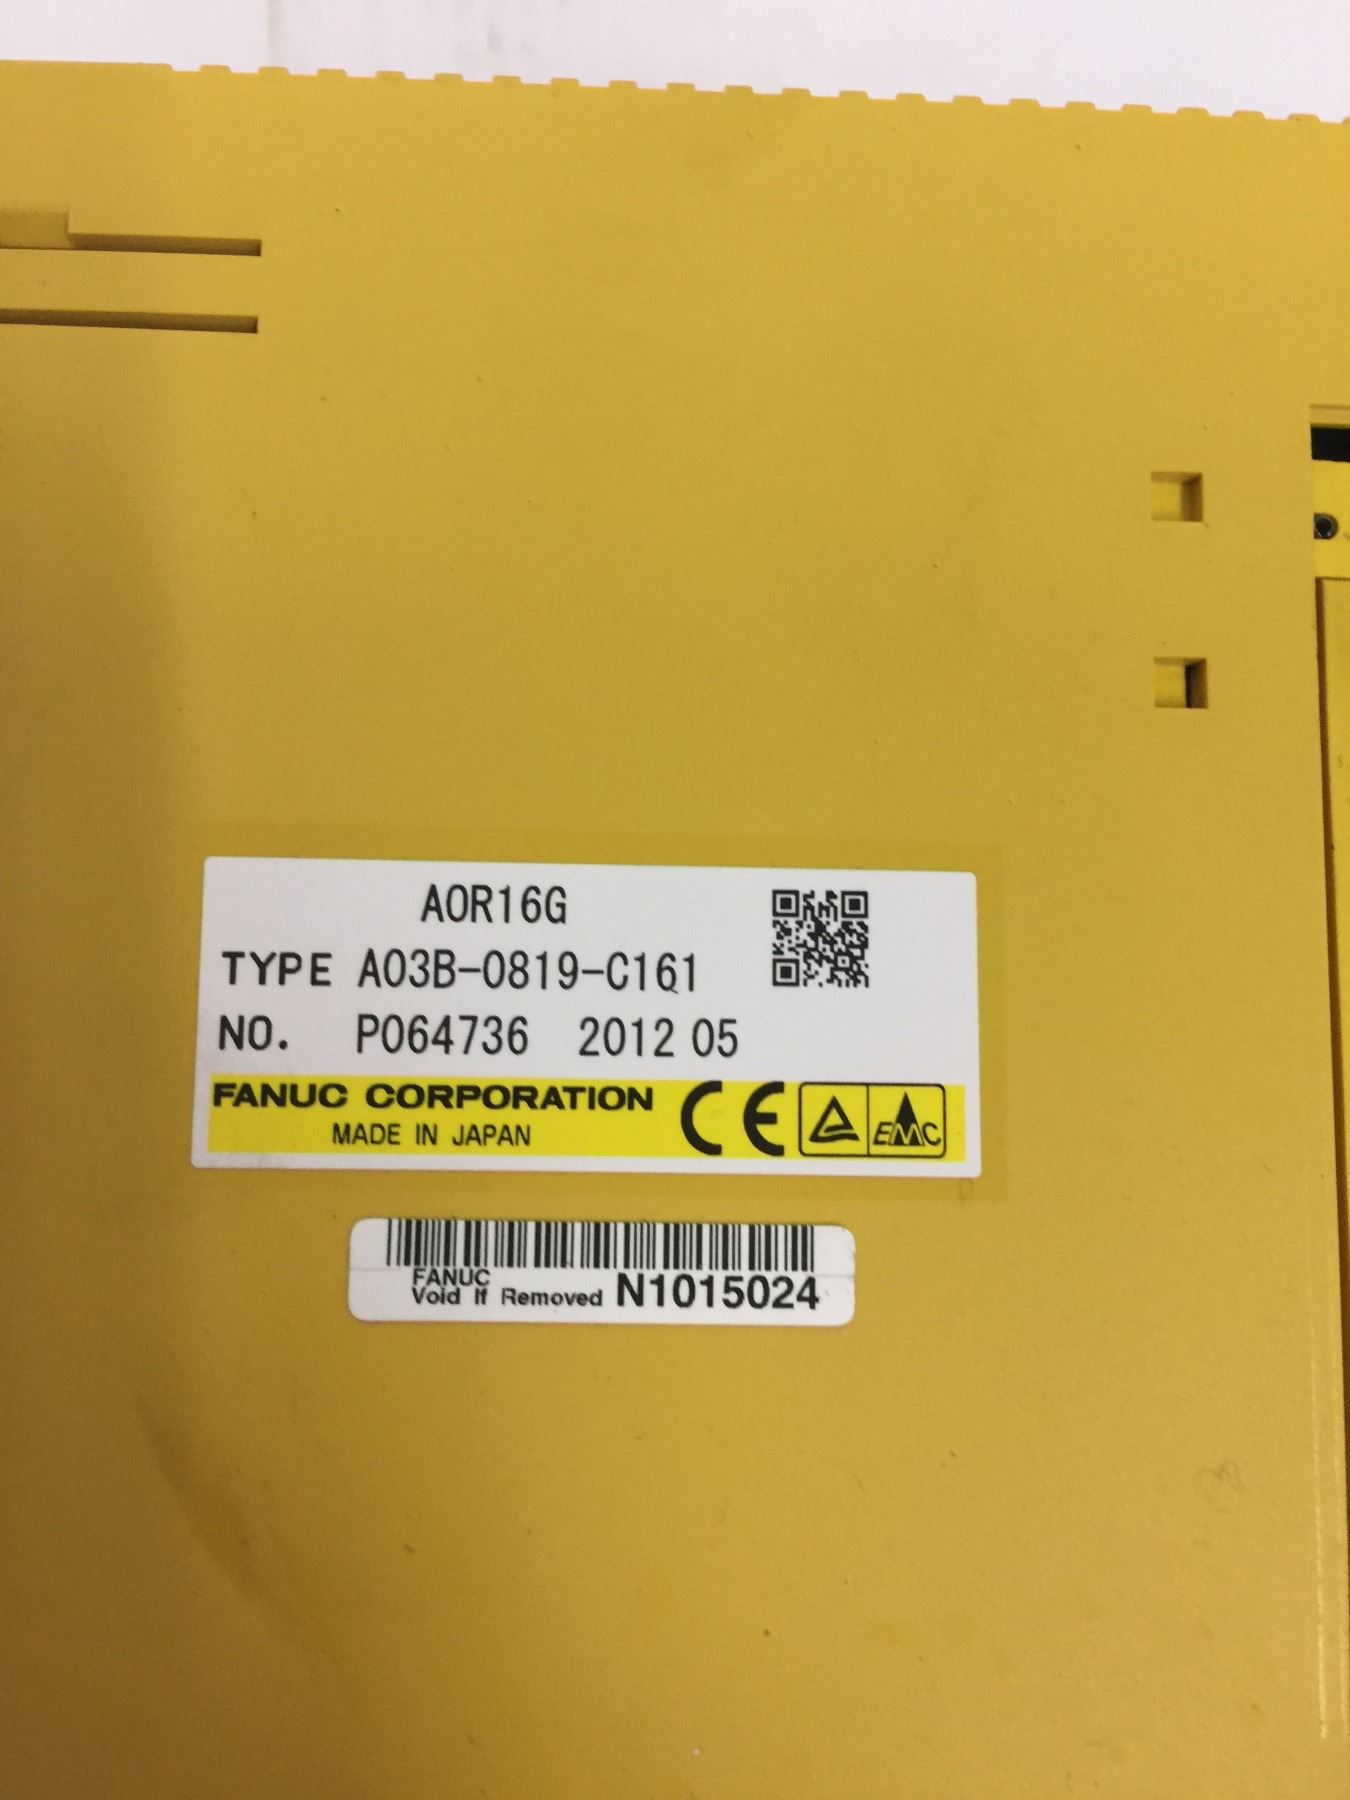 AOR16G
TYPE A03B-0819-C161
NO. P064736 2012 05
FANUC CORPORATION
MADE IN JAPAN
CE
EMC
FANUC
Void If Removed N1015024